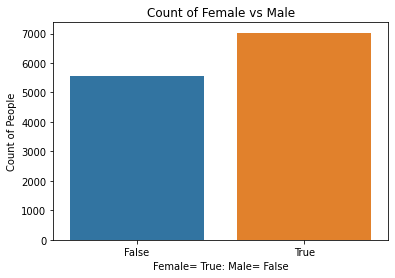 Count of Female vs Male
Count of People
7000
6000
5000
4000
3000
2000
1000
0
False
True
Female= True: Male= False